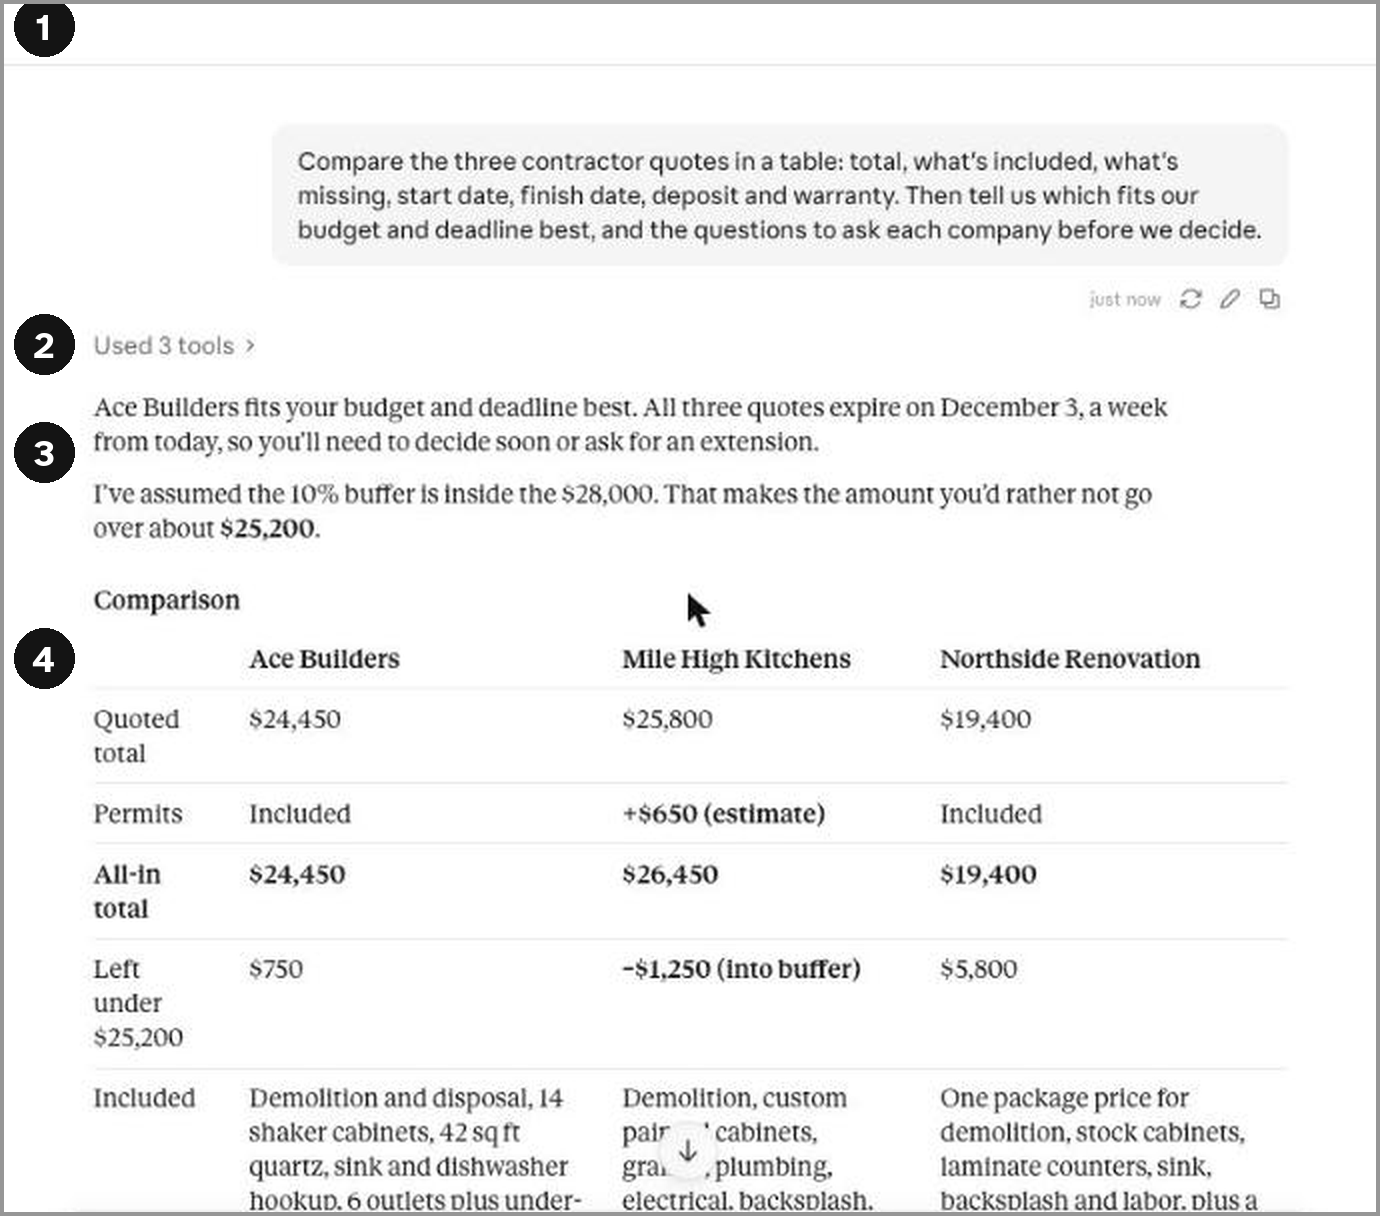 1
Compare the three contractor quotes in a table: total, what's included, what's
missing, start date, finish date, deposit and warranty. Then tell us which fits our
budget and deadline best, and the questions to ask each company before we decide.
just now
2
Used 3 tools >
Ace Builders fits your budget and deadline best. All three quotes expire on December 3, a week
3
from today, so you'll need to decide soon or ask for an extension.
I've assumed the 10% buffer is inside the $28,000. That makes the amount you'd rather not go
over about $25,200.
Comparison
4
Ace Builders Mile High Kitchens Northside Renovation
Quoted $24,450 $25,800 $19,400
total
Permits Included +$650 (estimate) Included
All-in $24,450 $26,450 $19,400
total
Left $750 −$1,250 (into buffer) $5,800
under
$25,200
Included Demolition and disposal, 14 Demolition, custom One package price for
shaker cabinets, 42 sq ft cabinets, demolition, stock cabinets,
quartz, sink and dishwasher plumbing, laminate counters, sink,
hookup, 6 outlets plus under- electrical, backsplash, backsplash and labor, plus a